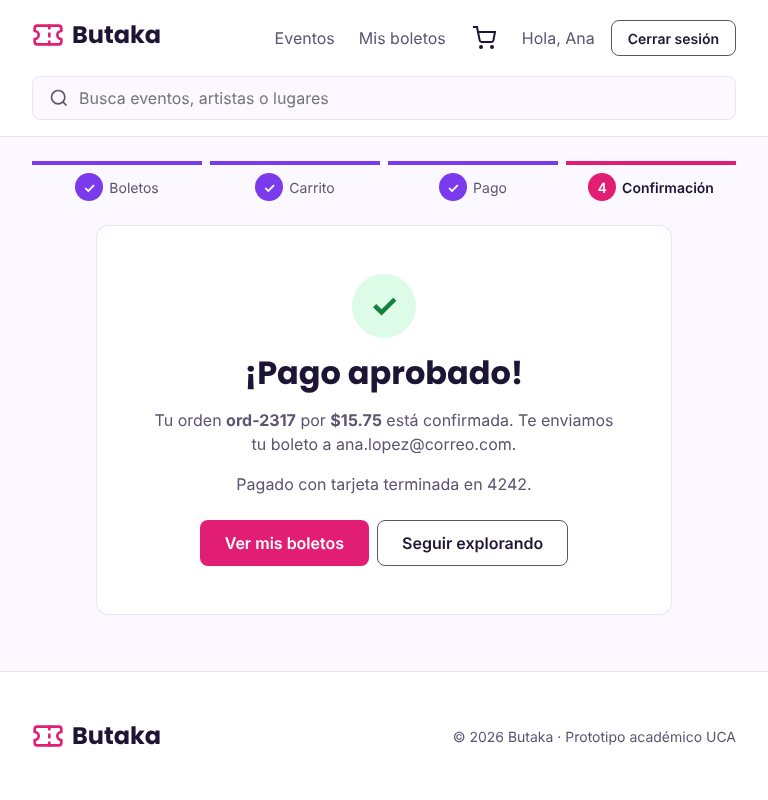 Butaka
Eventos
Mis boletos
Hola, Ana
Cerrar sesión
Busca eventos, artistas o lugares
Boletos
Carrito
Pago
4 Confirmación
¡Pago aprobado!
Tu orden ord-2317 por $15.75 está confirmada. Te enviamos
tu boleto a ana.lopez@correo.com.
Pagado con tarjeta terminada en 4242.
Ver mis boletos
Seguir explorando
Butaka
© 2026 Butaka · Prototipo académico UCA